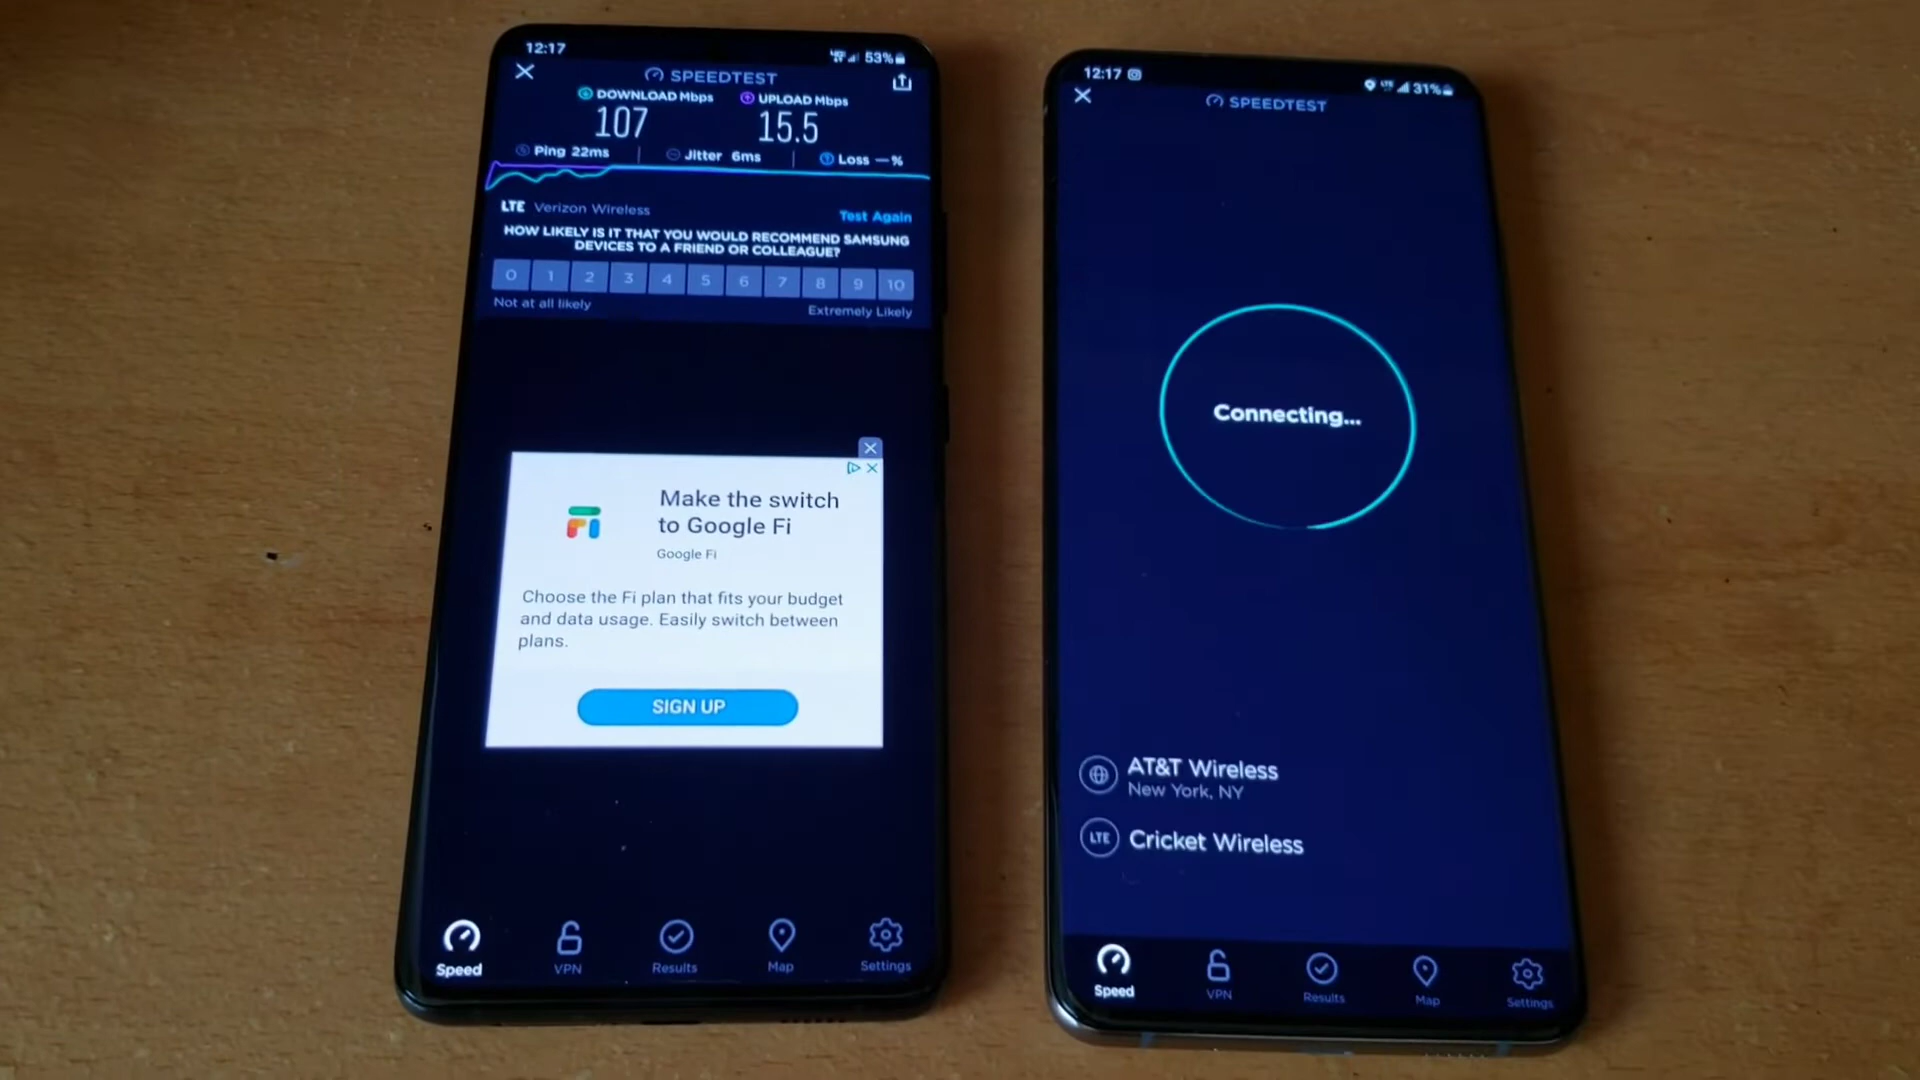 12:17
53%
SPEEDTEST
DOWNLOAD Mbps
UPLOAD Mbps
107
15.5
Ping 22ms
Jitter 6ms
Loss —%
LTE Verizon Wireless
Test Again
HOW LIKELY IS IT THAT YOU WOULD RECOMMEND SAMSUNG
DEVICES TO A FRIEND OR COLLEAGUE?
0 1 2 3 4 5 6 7 8 9 10
Not at all likely
Extremely Likely
Make the switch
to Google Fi
Google Fi
Choose the Fi plan that fits your budget
and data usage. Easily switch between
plans.
SIGN UP
Speed
VPN
Results
Map
Settings
12:17
LTE
31%
SPEEDTEST
Connecting...
AT&T Wireless
New York, NY
LTE Cricket Wireless
Speed
VPN
Results
Map
Settings